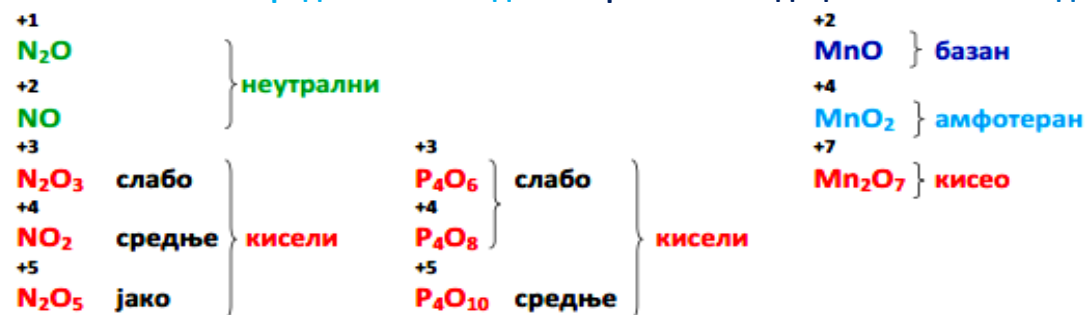 +1 +2
N₂O MnO } базан
+2 неутрални +4
NO MnO₂ } амфотеран
+3 +3 +7
N₂O₃ слабо P₄O₆ слабо Mn₂O₇ } кисео
+4 +4
NO₂ средње кисели P₄O₈ кисели
+5 +5
N₂O₅ јако P₄O₁₀ средње